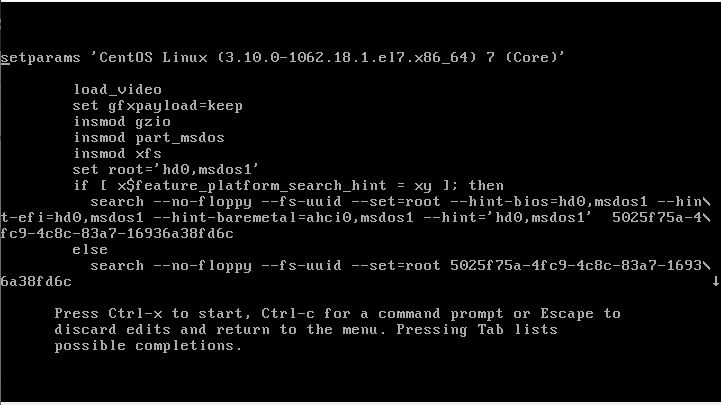 setparams 'CentOS Linux (3.10.0-1062.18.1.el7.x86_64) 7 (Core)'
load_video
set gfxpayload=keep
insmod gzio
insmod part_msdos
insmod xfs
set root='hd0,msdos1'
if [ x$feature_platform_search_hint = xy ]; then
search --no-floppy --fs-uuid --set=root --hint-bios=hd0,msdos1 --hin\
t-efi=hd0,msdos1 --hint-baremetal=ahci0,msdos1 --hint='hd0,msdos1'  5025f75a-4\
fc9-4c8c-83a7-16936a38fd6c
else
search --no-floppy --fs-uuid --set=root 5025f75a-4fc9-4c8c-83a7-1693\
6a38fd6c ↓
Press Ctrl-x to start, Ctrl-c for a command prompt or Escape to
discard edits and return to the menu. Pressing Tab lists
possible completions.